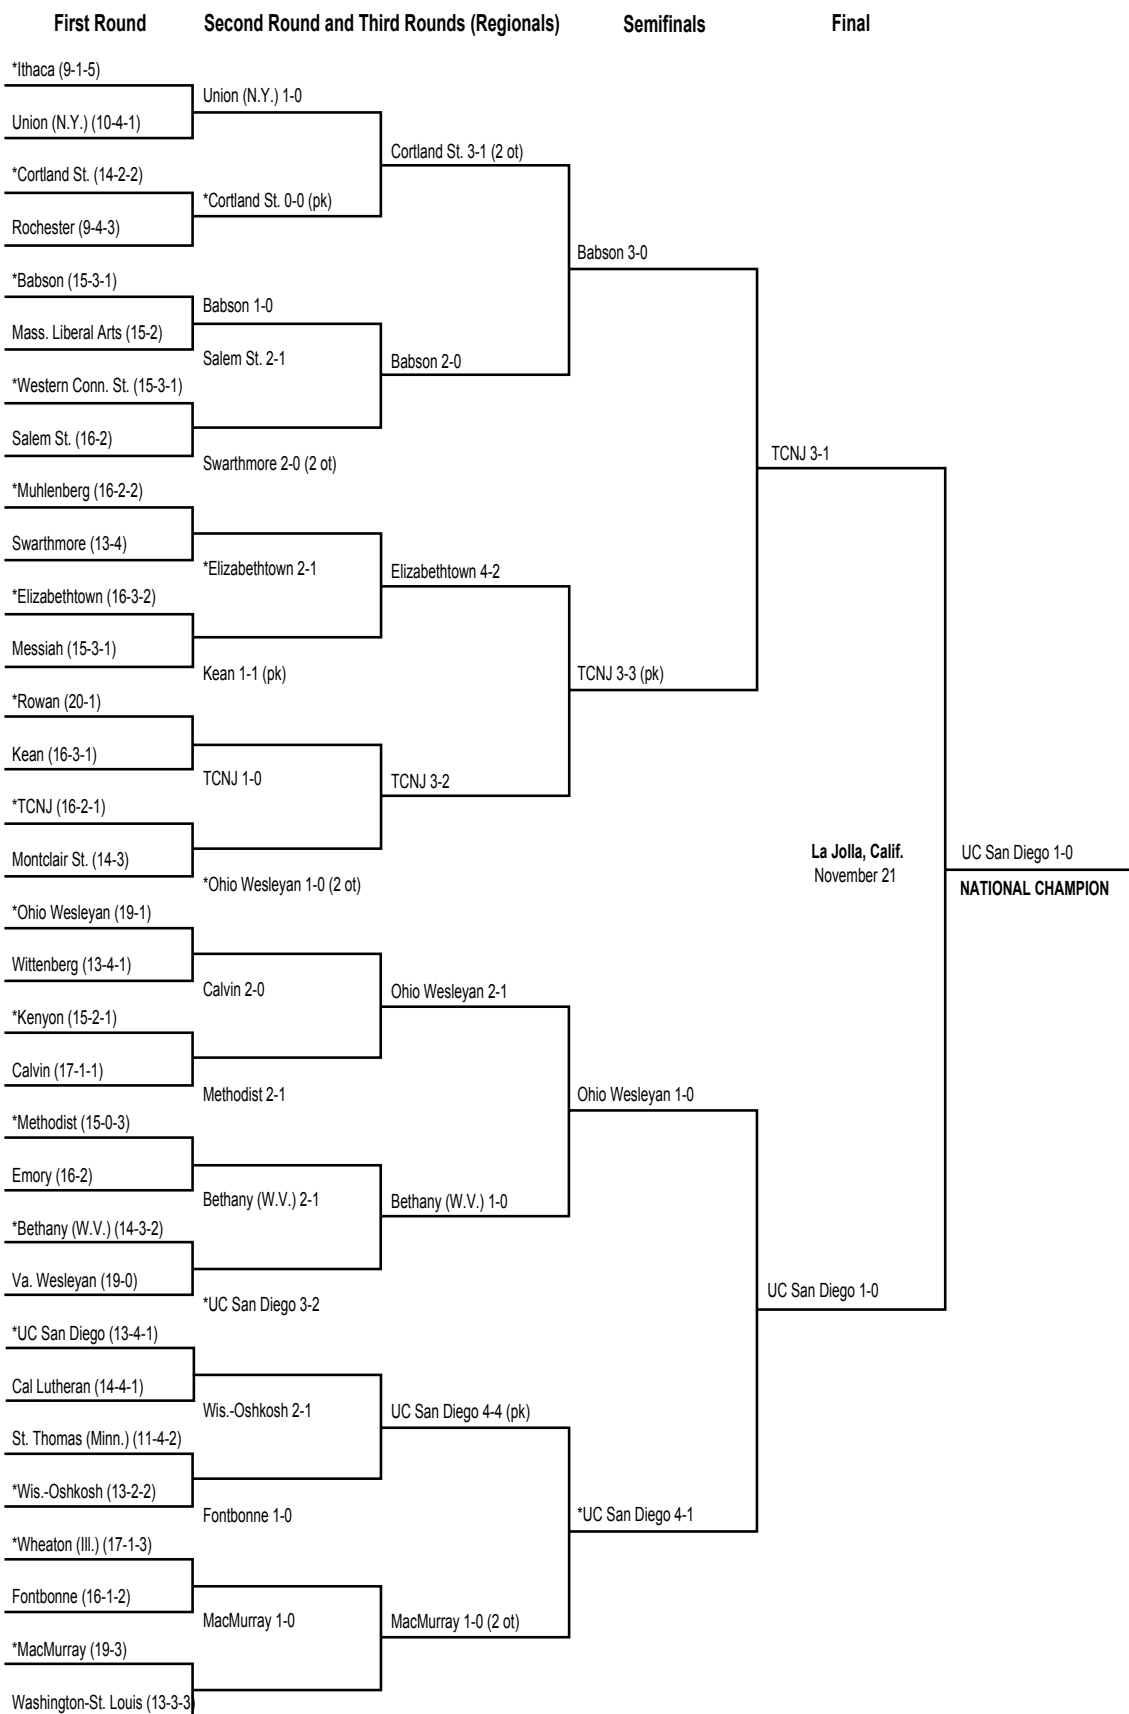 First Round
Second Round and Third Rounds (Regionals)
Semifinals
Final
*Ithaca (9-1-5)
Union (N.Y.) (10-4-1)
*Cortland St. (14-2-2)
Rochester (9-4-3)
*Babson (15-3-1)
Mass. Liberal Arts (15-2)
*Western Conn. St. (15-3-1)
Salem St. (16-2)
*Muhlenberg (16-2-2)
Swarthmore (13-4)
*Elizabethtown (16-3-2)
Messiah (15-3-1)
*Rowan (20-1)
Kean (16-3-1)
*TCNJ (16-2-1)
Montclair St. (14-3)
*Ohio Wesleyan (19-1)
Wittenberg (13-4-1)
*Kenyon (15-2-1)
Calvin (17-1-1)
*Methodist (15-0-3)
Emory (16-2)
*Bethany (W.V.) (14-3-2)
Va. Wesleyan (19-0)
*UC San Diego (13-4-1)
Cal Lutheran (14-4-1)
St. Thomas (Minn.) (11-4-2)
*Wis.-Oshkosh (13-2-2)
*Wheaton (Ill.) (17-1-3)
Fontbonne (16-1-2)
*MacMurray (19-3)
Washington-St. Louis (13-3-3)
Union (N.Y.) 1-0
*Cortland St. 0-0 (pk)
Babson 1-0
Salem St. 2-1
Swarthmore 2-0 (2 ot)
*Elizabethtown 2-1
Kean 1-1 (pk)
TCNJ 1-0
*Ohio Wesleyan 1-0 (2 ot)
Calvin 2-0
Methodist 2-1
Bethany (W.V.) 2-1
*UC San Diego 3-2
Wis.-Oshkosh 2-1
Fontbonne 1-0
MacMurray 1-0
Cortland St. 3-1 (2 ot)
Babson 2-0
Elizabethtown 4-2
TCNJ 3-2
Ohio Wesleyan 2-1
Bethany (W.V.) 1-0
UC San Diego 4-4 (pk)
MacMurray 1-0 (2 ot)
Babson 3-0
TCNJ 3-3 (pk)
Ohio Wesleyan 1-0
*UC San Diego 4-1
TCNJ 3-1
UC San Diego 1-0
La Jolla, Calif.
November 21
UC San Diego 1-0
NATIONAL CHAMPION